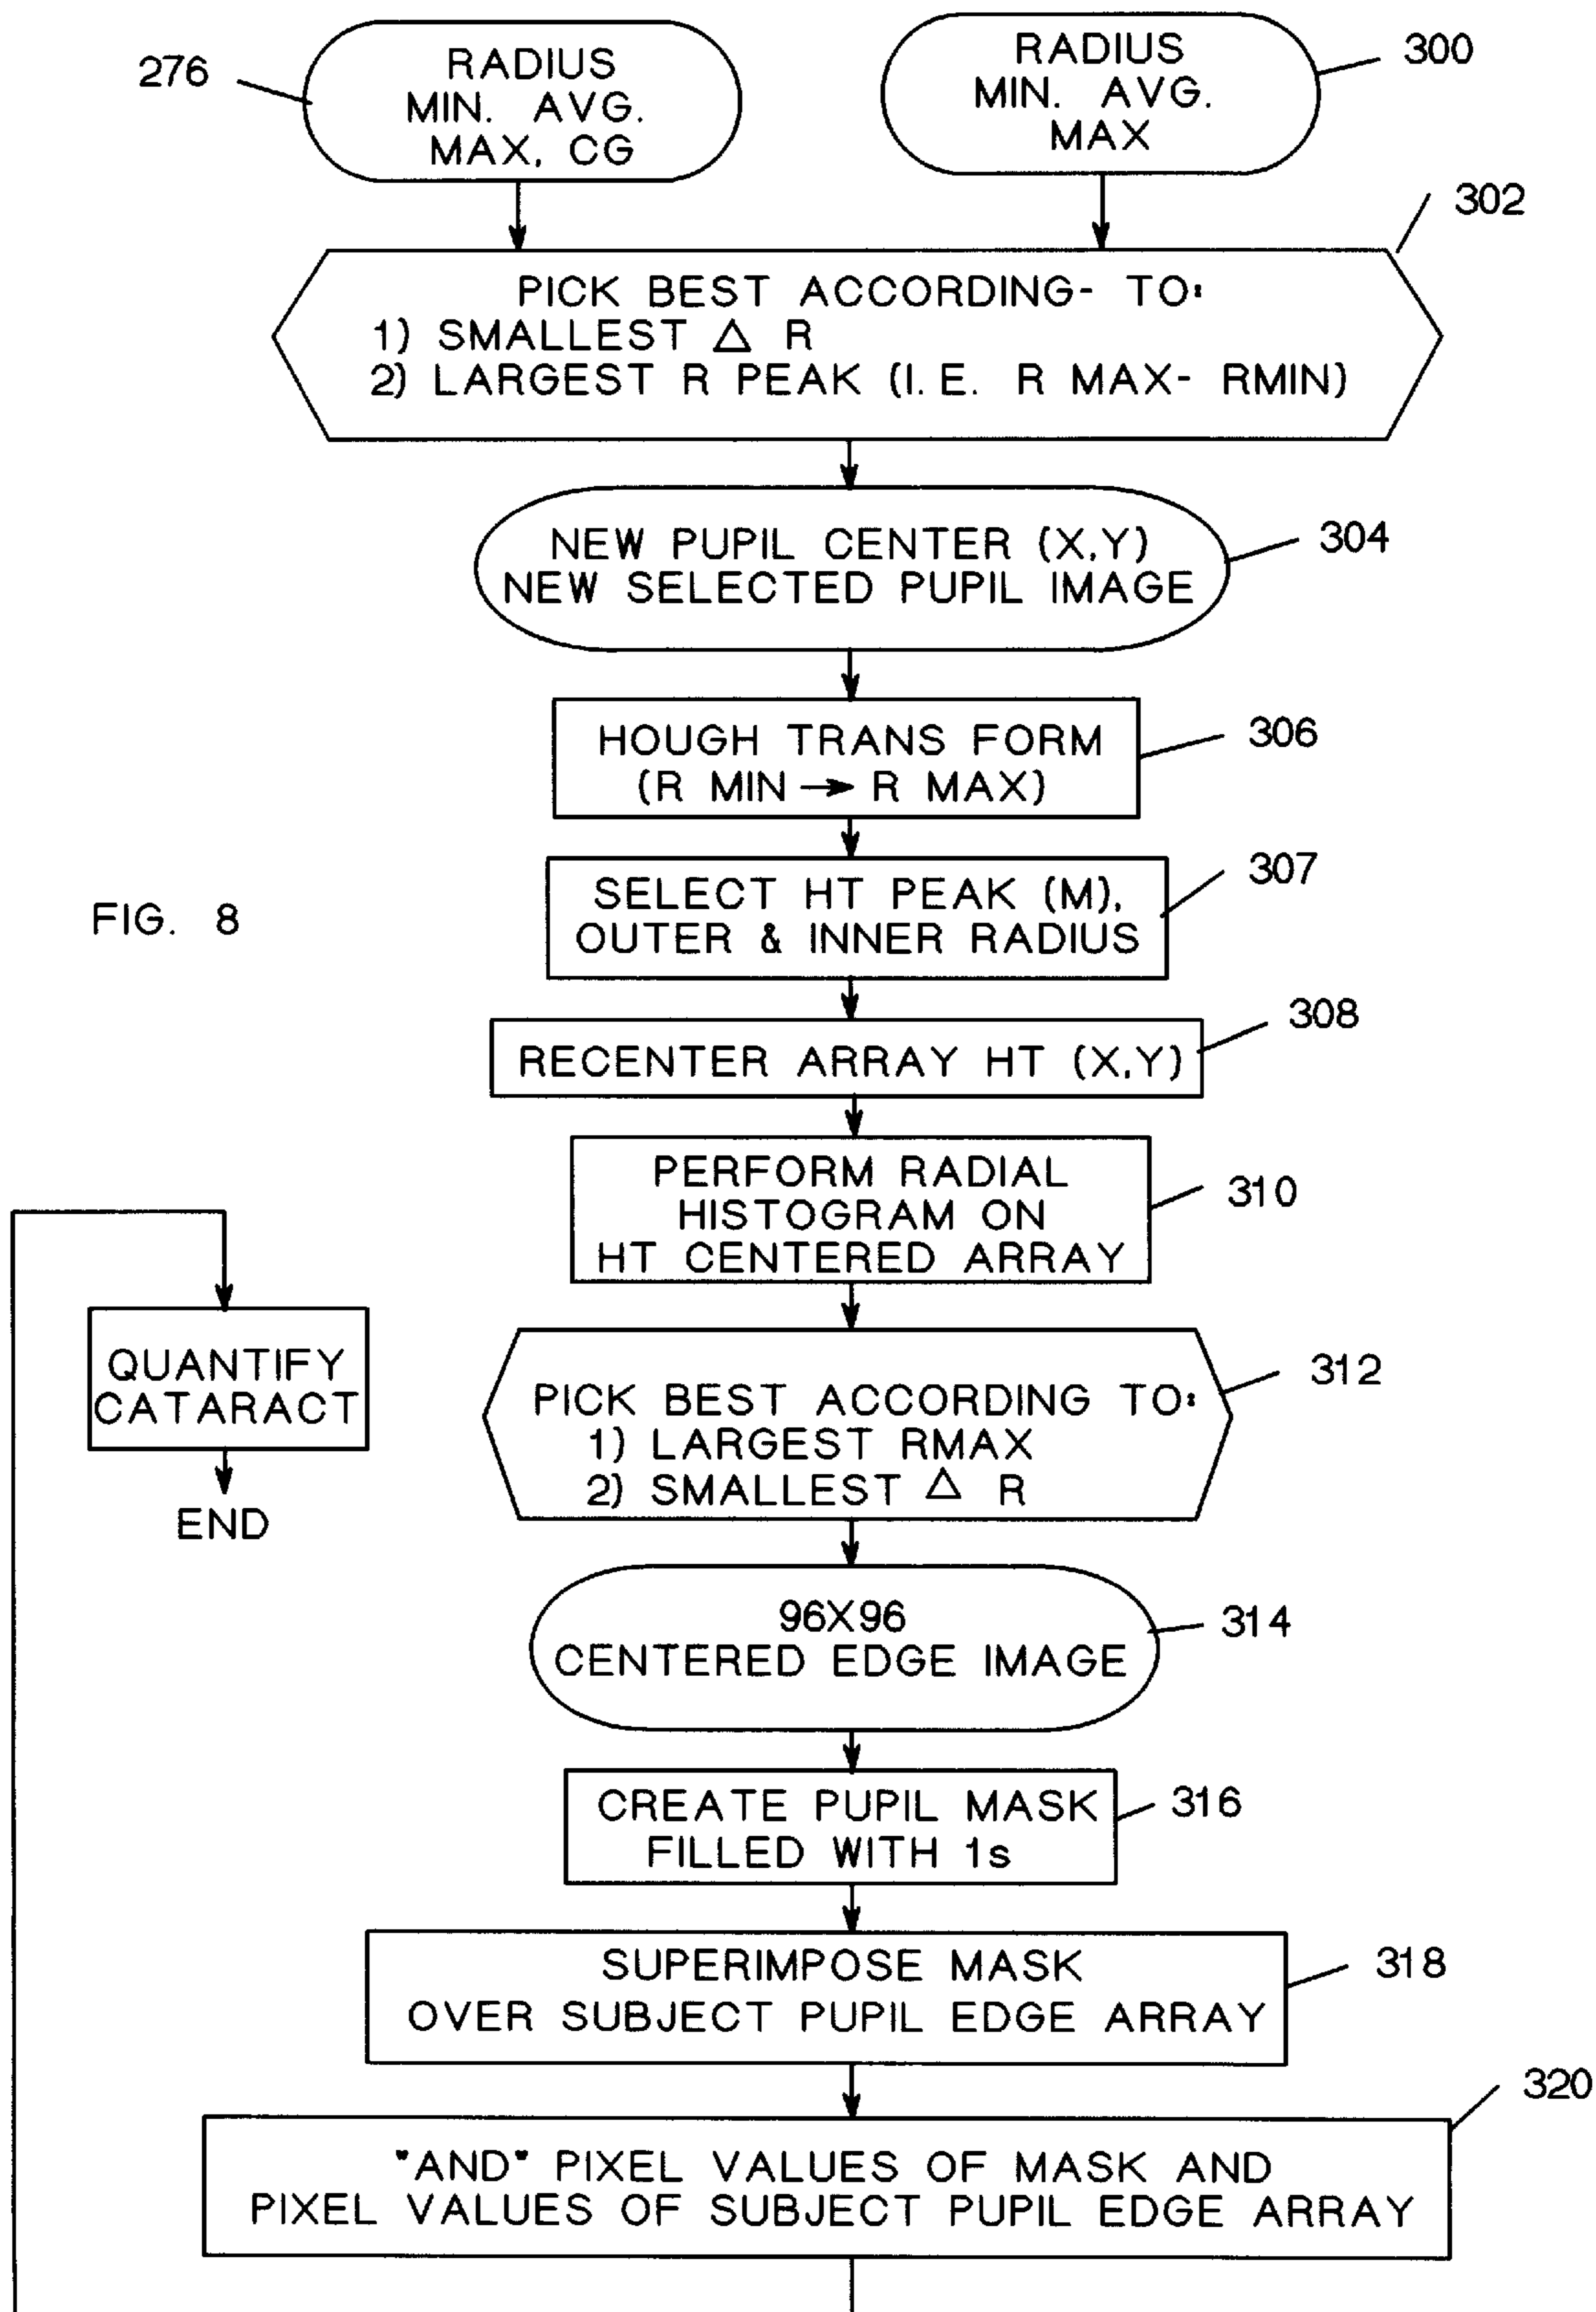 276
RADIUS
MIN. AVG.
MAX, CG
RADIUS
MIN. AVG.
MAX
300
302
PICK BEST ACCORDING- TO:
1) SMALLEST △ R
2) LARGEST R PEAK (I.E. R MAX- RMIN)
NEW PUPIL CENTER (X,Y)
NEW SELECTED PUPIL IMAGE
304
HOUGH TRANS FORM
(R MIN → R MAX)
306
SELECT HT PEAK (M),
OUTER & INNER RADIUS
307
FIG. 8
RECENTER ARRAY HT (X,Y)
308
PERFORM RADIAL
HISTOGRAM ON
HT CENTERED ARRAY
310
QUANTIFY
CATARACT
END
PICK BEST ACCORDING TO:
1) LARGEST RMAX
2) SMALLEST △ R
312
96X96
CENTERED EDGE IMAGE
314
CREATE PUPIL MASK
FILLED WITH 1s
316
SUPERIMPOSE MASK
OVER SUBJECT PUPIL EDGE ARRAY
318
320
"AND" PIXEL VALUES OF MASK AND
PIXEL VALUES OF SUBJECT PUPIL EDGE ARRAY